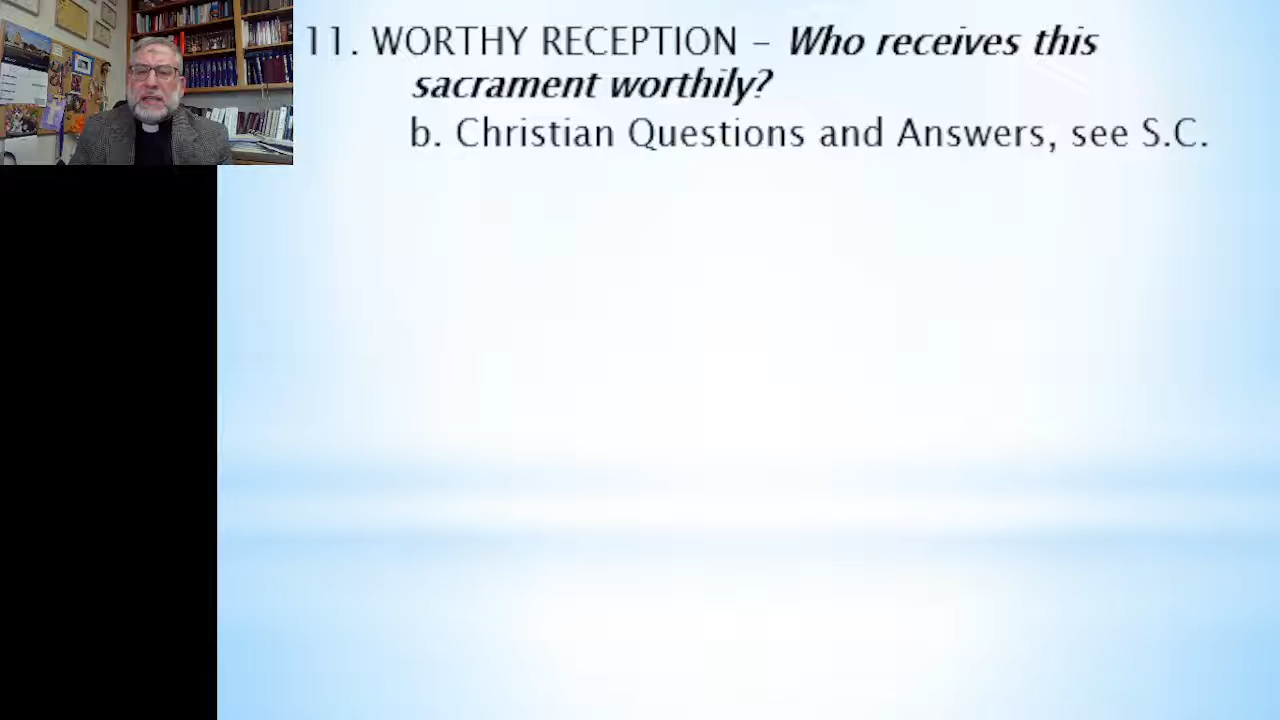 11. WORTHY RECEPTION – Who receives this
sacrament worthily?
b. Christian Questions and Answers, see S.C.